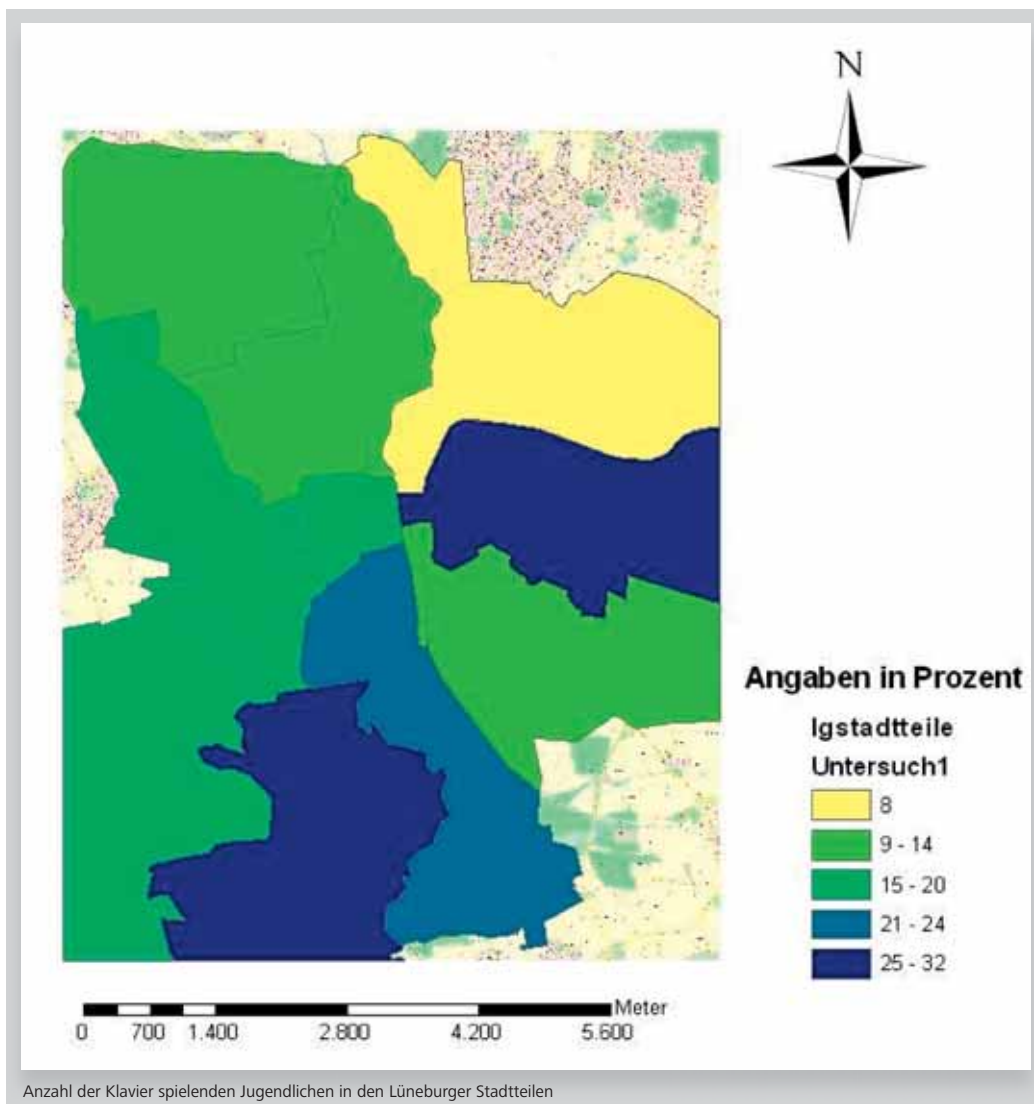 N
Angaben in Prozent
lgstadtteile
Untersuch1
8
9 - 14
15 - 20
21 - 24
25 - 32
Meter
0 700 1.400 2.800 4.200 5.600
Anzahl der Klavier spielenden Jugendlichen in den Lüneburger Stadtteilen